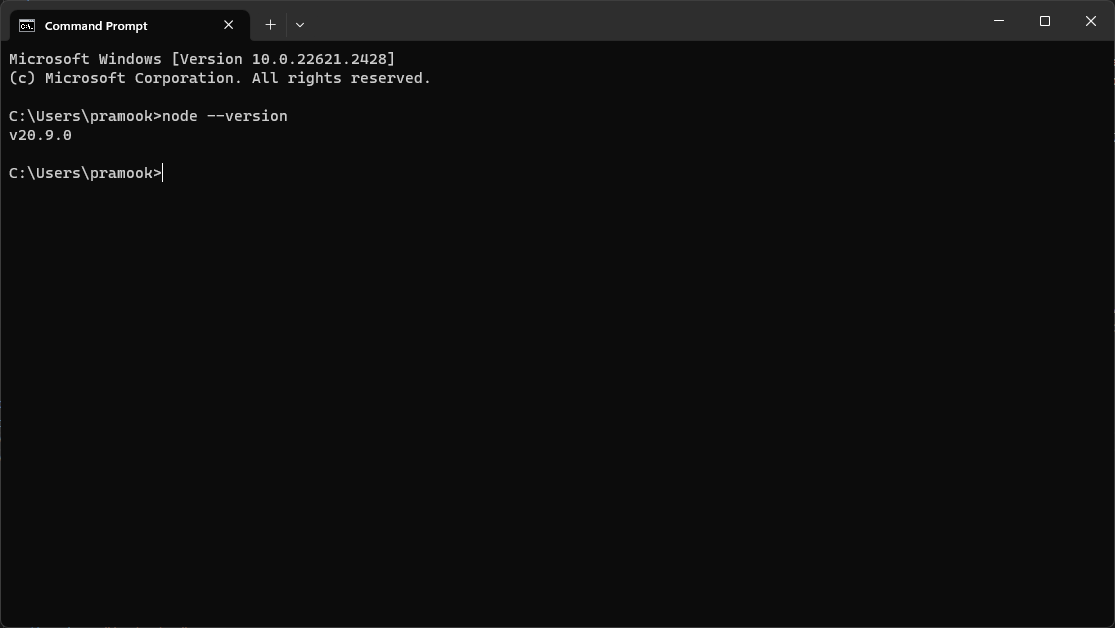 Command Prompt
Microsoft Windows [Version 10.0.22621.2428]
(c) Microsoft Corporation. All rights reserved.
C:\Users\pramook>node --version
v20.9.0
C:\Users\pramook>